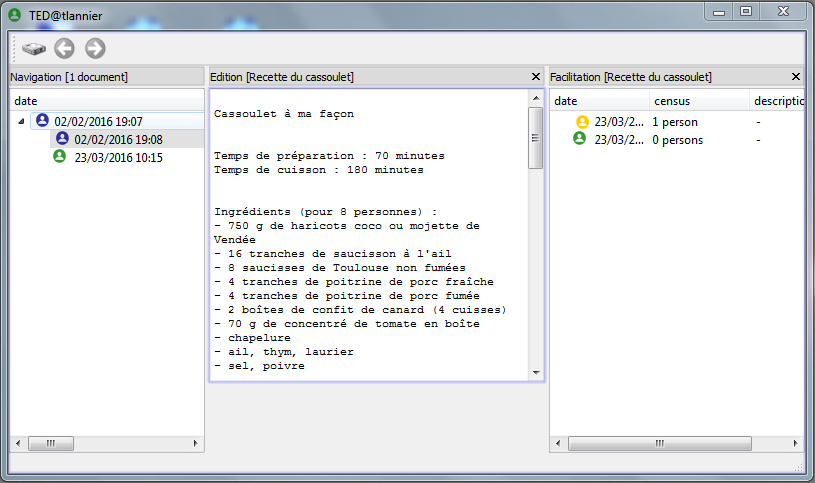 TED@tlannier
Navigation [1 document]
date
02/02/2016 19:07
02/02/2016 19:08
23/03/2016 10:15
Edition [Recette du cassoulet]
Cassoulet à ma façon
Temps de préparation : 70 minutes
Temps de cuisson : 180 minutes
Ingrédients (pour 8 personnes) :
- 750 g de haricots coco ou mojette de
Vendée
- 16 tranches de saucisson à l'ail
- 8 saucisses de Toulouse non fumées
- 4 tranches de poitrine de porc fraîche
- 4 tranches de poitrine de porc fumée
- 2 boîtes de confit de canard (4 cuisses)
- 70 g de concentré de tomate en boîte
- chapelure
- ail, thym, laurier
- sel, poivre
Facilitation [Recette du cassoulet]
date census descriptio
23/03/2... 1 person -
23/03/2... 0 persons -